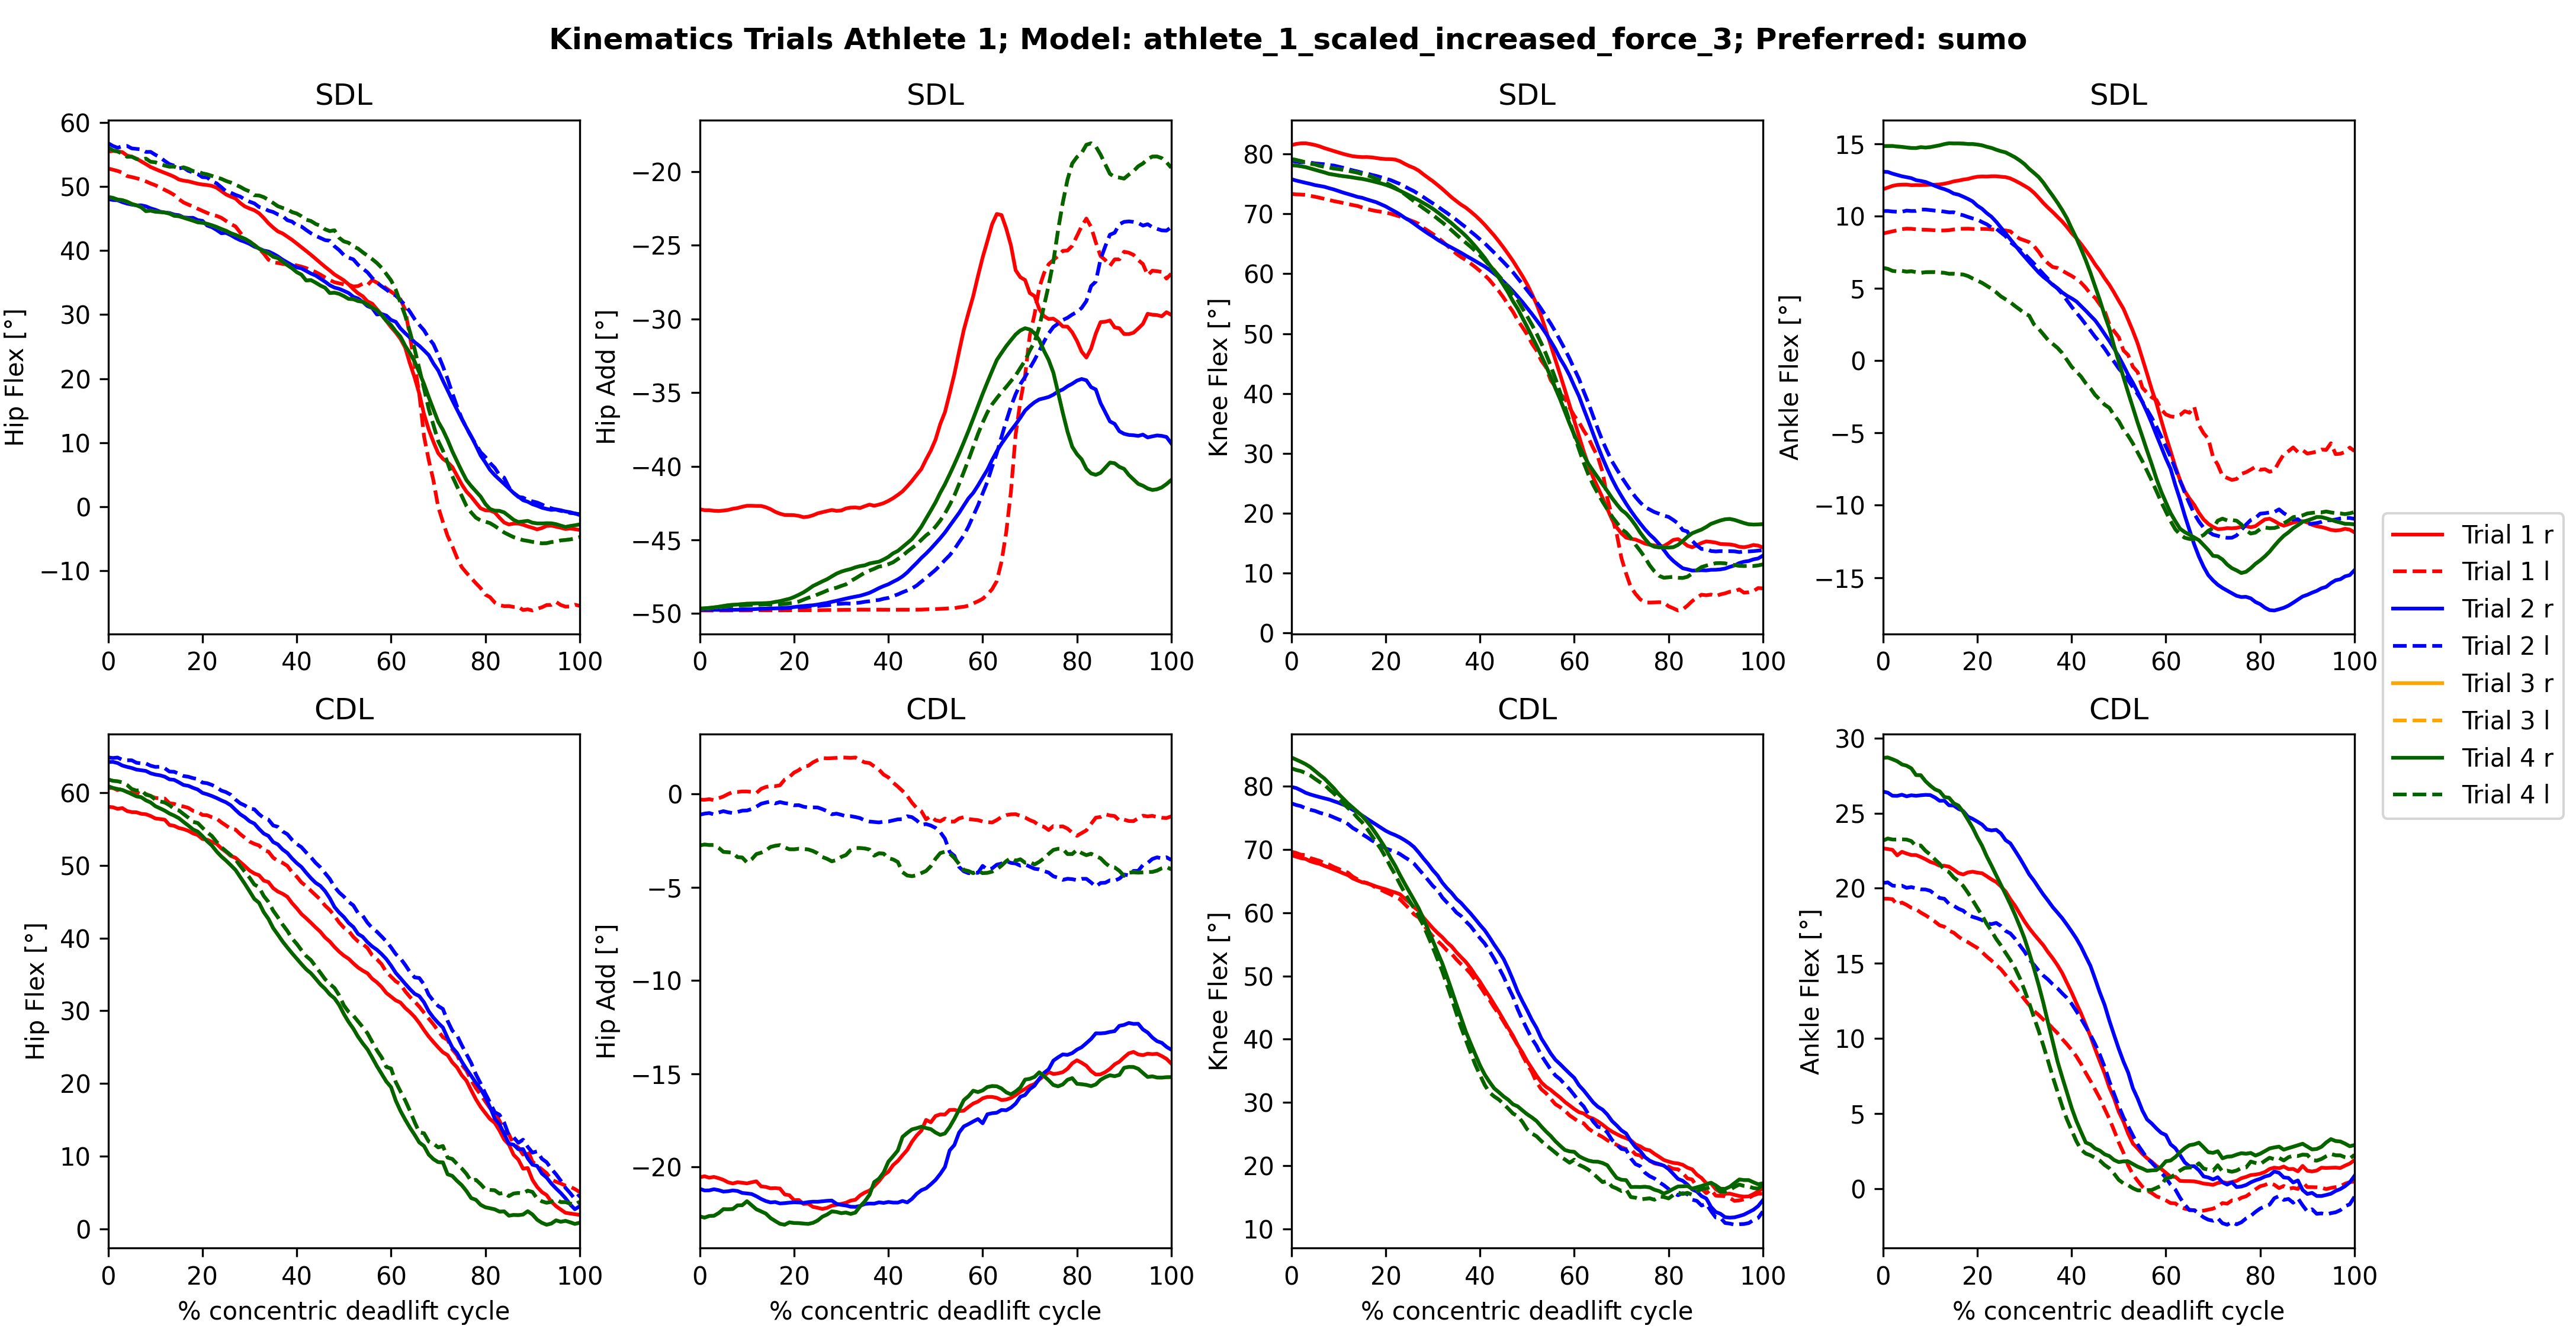 Kinematics Trials Athlete 1; Model: athlete_1_scaled_increased_force_3; Preferred: sumo
SDL
Hip Flex [°]
60
50
40
30
20
10
0
−10
0 20 40 60 80 100
SDL
Hip Add [°]
−20
−25
−30
−35
−40
−45
−50
0 20 40 60 80 100
SDL
Knee Flex [°]
80
70
60
50
40
30
20
10
0
0 20 40 60 80 100
SDL
Ankle Flex [°]
15
10
5
0
−5
−10
−15
0 20 40 60 80 100
Trial 1 r
Trial 1 l
Trial 2 r
Trial 2 l
Trial 3 r
Trial 3 l
Trial 4 r
Trial 4 l
CDL
Hip Flex [°]
60
50
40
30
20
10
0
0 20 40 60 80 100
% concentric deadlift cycle
CDL
Hip Add [°]
0
−5
−10
−15
−20
0 20 40 60 80 100
% concentric deadlift cycle
CDL
Knee Flex [°]
80
70
60
50
40
30
20
10
0 20 40 60 80 100
% concentric deadlift cycle
CDL
Ankle Flex [°]
30
25
20
15
10
5
0
0 20 40 60 80 100
% concentric deadlift cycle